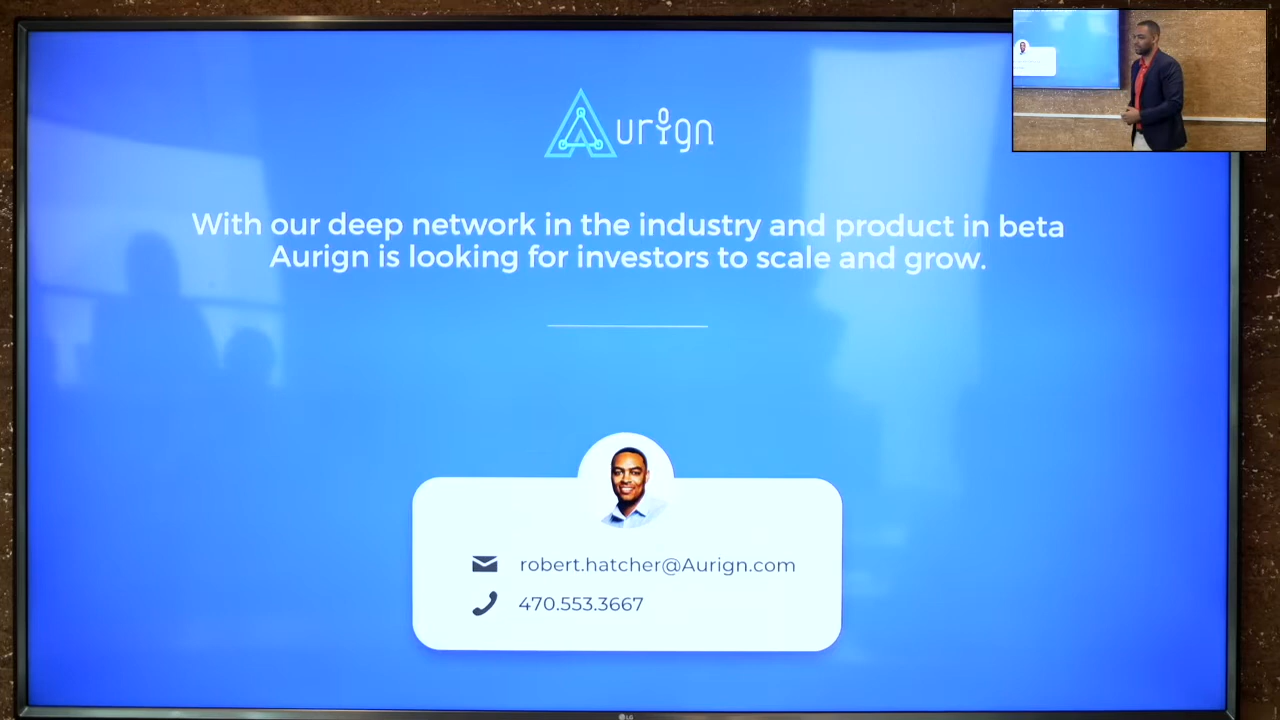 Aurign
With our deep network in the industry and product in beta
Aurign is looking for investors to scale and grow.
robert.hatcher@Aurign.com
470.553.3667
LG